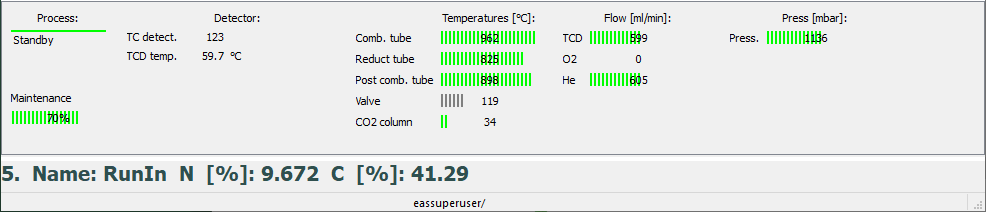 Process: Detector: Temperatures [°C]: Flow [ml/min]: Press [mbar]:
Standby TC detect. 123 Comb. tube 962 TCD 599 Press. 1136
TCD temp. 59.7 °C Reduct tube 825 O2 0
Post comb. tube 898 He 605
Maintenance Valve 119
70% CO2 column 34
5. Name: RunIn N [%]: 9.672 C [%]: 41.29
eassuperuser/